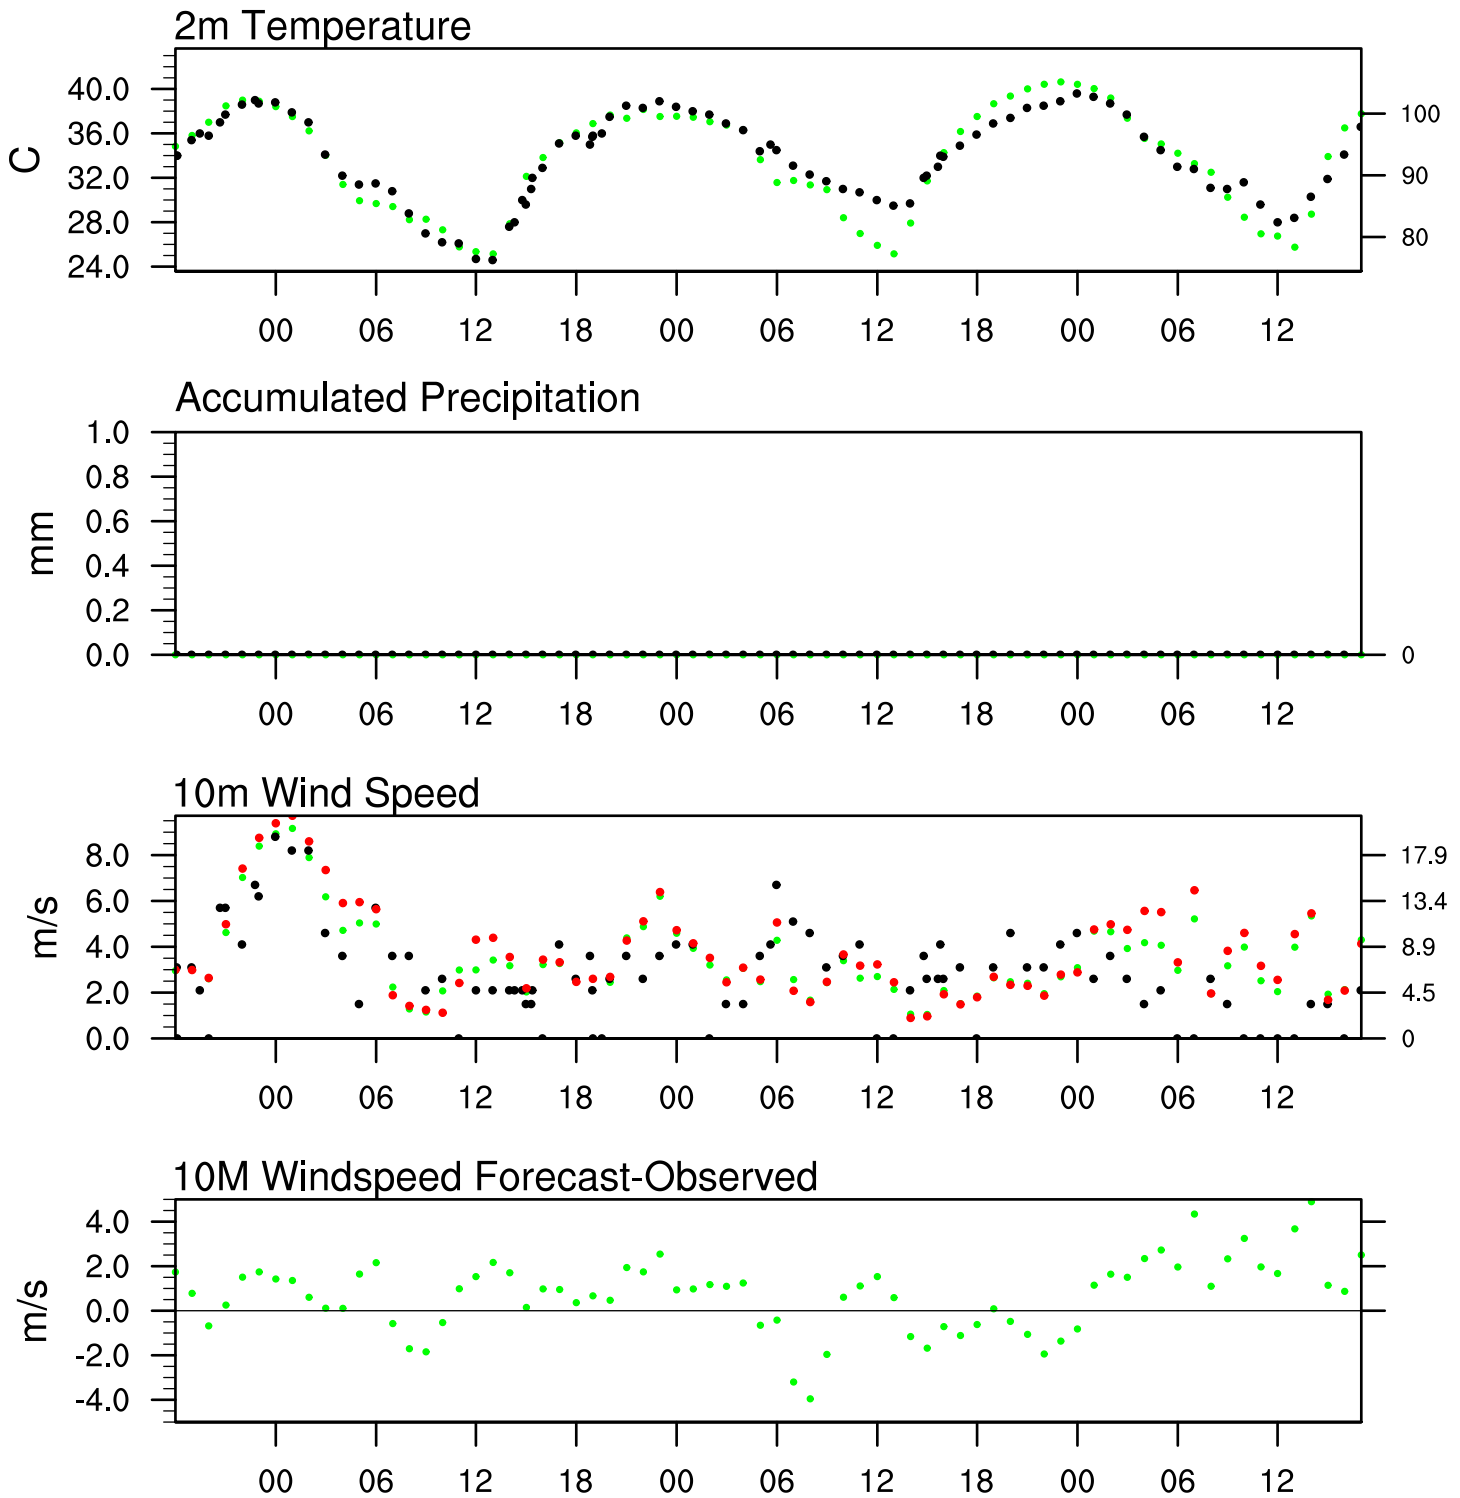 2m Temperature
C
40.0
36.0
32.0
28.0
24.0
100
90
80
00 06 12 18 00 06 12 18 00 06 12
Accumulated Precipitation
mm
1.0
0.8
0.6
0.4
0.2
0.0
0
00 06 12 18 00 06 12 18 00 06 12
10m Wind Speed
m/s
8.0
6.0
4.0
2.0
0.0
17.9
13.4
8.9
4.5
0
00 06 12 18 00 06 12 18 00 06 12
10M Windspeed Forecast-Observed
m/s
4.0
2.0
0.0
-2.0
-4.0
00 06 12 18 00 06 12 18 00 06 12